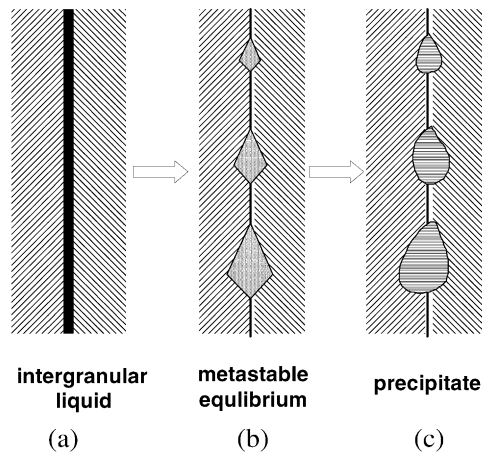 intergranular
liquid
metastable
equlibrium
precipitate
(a)
(b)
(c)